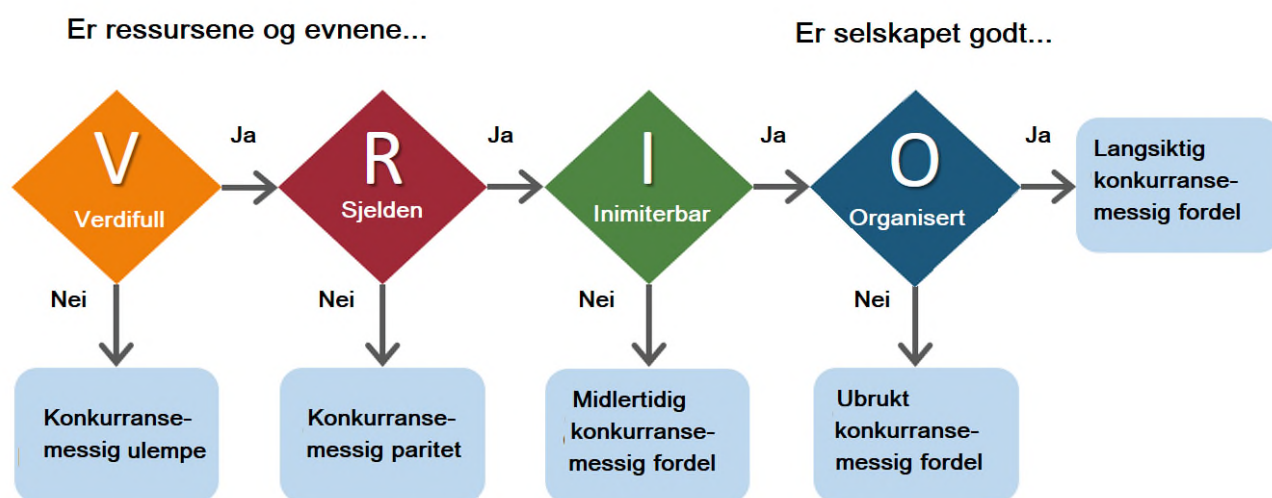 Er ressursene og evnene...
Er selskapet godt...
V
Verdifull
Ja
R
Sjelden
Ja
I
Inimiterbar
Ja
O
Organisert
Ja
Langsiktig
konkurranse-
messig fordel
Nei
Nei
Nei
Nei
Konkurranse-
messig ulempe
Konkurranse-
messig paritet
Midlertidig
konkurranse-
messig fordel
Ubrukt
konkurranse-
messig fordel